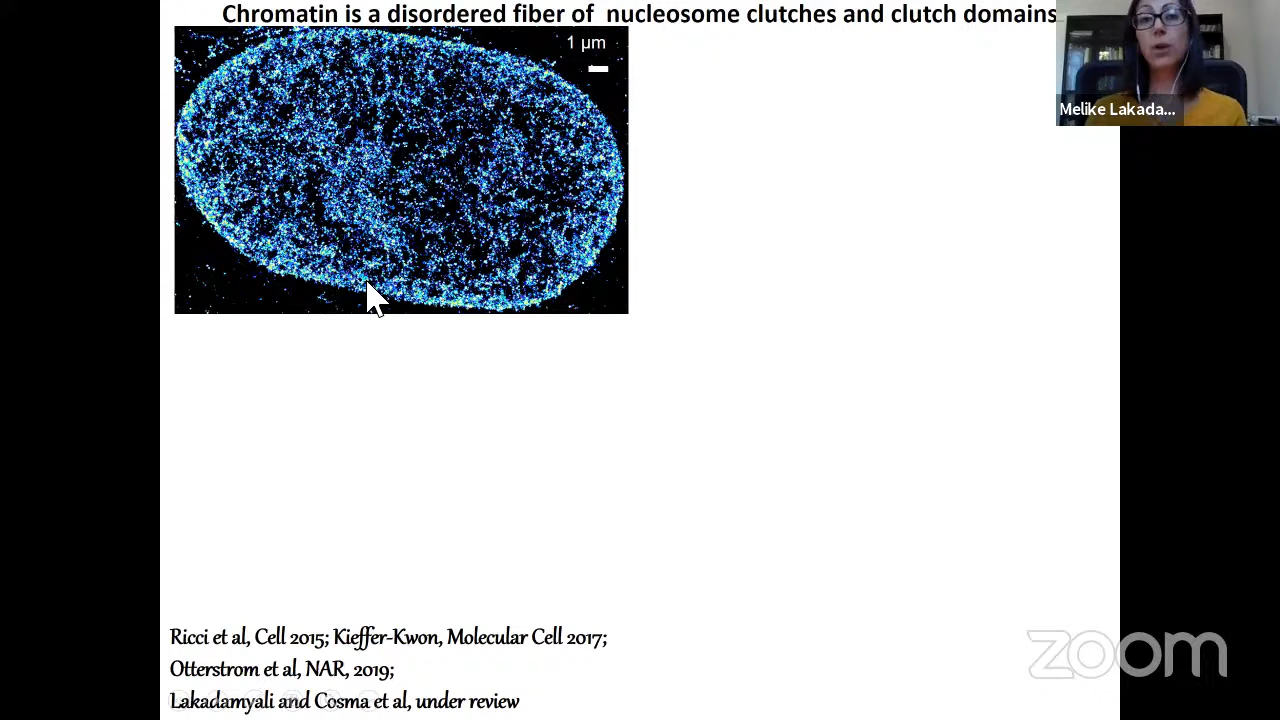 Chromatin is a disordered fiber of nucleosome clutches and clutch domains
1 μm
Melike Lakada...
Ricci et al, Cell 2015; Kieffer-Kwon, Molecular Cell 2017;
Otterstrom et al, NAR, 2019;
Lakadamyali and Cosma et al, under review
zoom